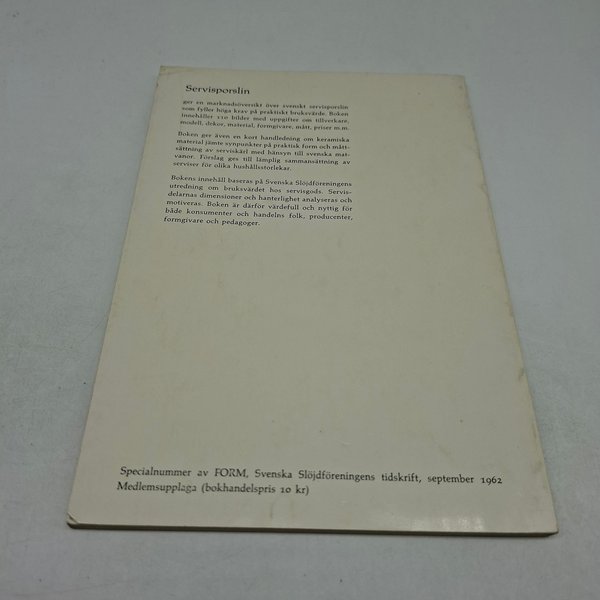 Servisporslin
ger en marknadsöversikt över svenskt servisporslin
som fyller höga krav på praktiskt bruksvärde. Boken
innehåller 110 bilder med uppgifter om tillverkare,
modell, dekor, material, formgivare, mått, priser m.m.
Boken ger även en kort handledning om keramiska
material jämte synpunkter på praktisk form och mått-
sättning av serviskärl med hänsyn till svenska mat-
vanor. Förslag ges till lämplig sammansättning av
serviser för olika hushållsstorlekar.
Bokens innehåll baseras på Svenska Slöjdföreningens
utredning om bruksvärdet hos servisgods. Servis-
delarnas dimensioner och hanterlighet analyseras och
motiveras. Boken är därför värdefull och nyttig för
både konsumenter och handelns folk, producenter,
formgivare och pedagoger.
Specialnummer av FORM, Svenska Slöjdföreningens tidskrift, september 1962
Medlemsupplaga (bokhandelspris 10 kr)